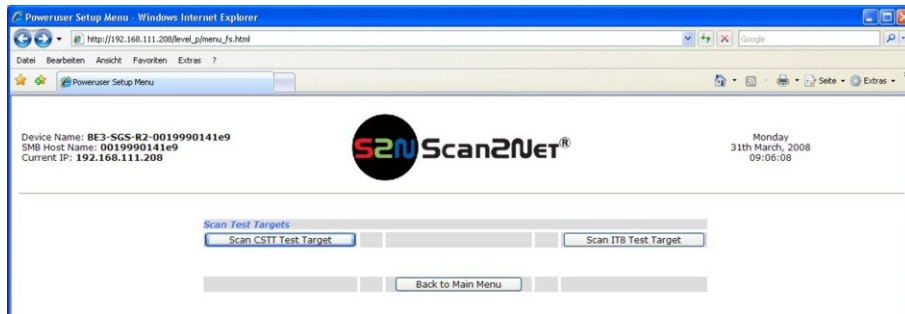 Poweruser Setup Menu - Windows Internet Explorer
http://192.168.111.208/level_p/menu_fs.html
Google
Datei Bearbeiten Ansicht Favoriten Extras ?
Poweruser Setup Menu
Seite Extras
Device Name: BE3-SGS-R2-0019990141e9
SMB Host Name: 0019990141e9
Current IP: 192.168.111.208
S2N Scan2Net®
Monday
31th March, 2008
09:06:08
Scan Test Targets
Scan CSTT Test Target
Scan IT8 Test Target
Back to Main Menu